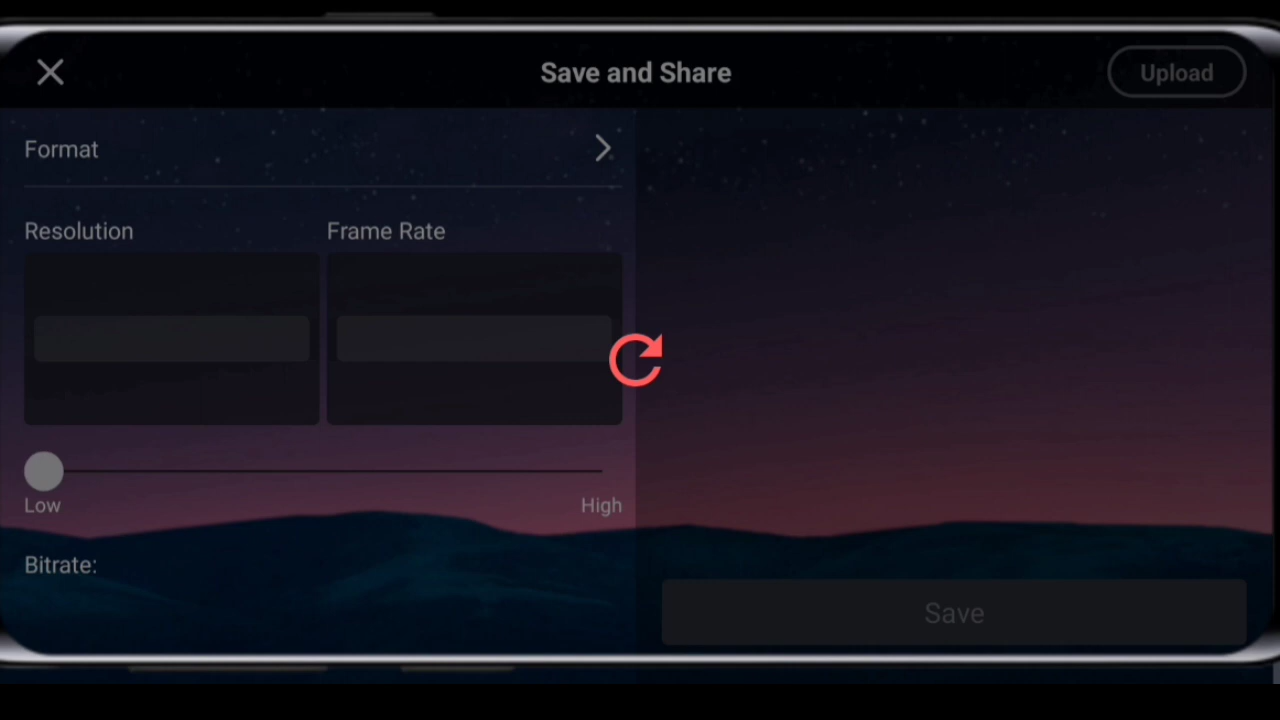 Save and Share
Upload
Format
Resolution
Frame Rate
Low
High
Bitrate:
Save